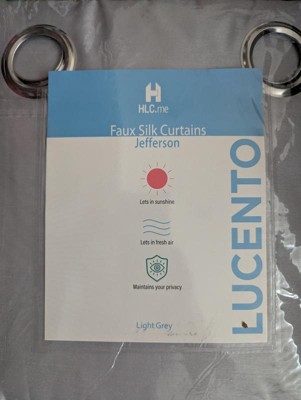 HLC.me
Faux Silk Curtains
Jefferson
Lets in sunshine
Lets in fresh air
Maintains your privacy
Light Grey
LUCENTO